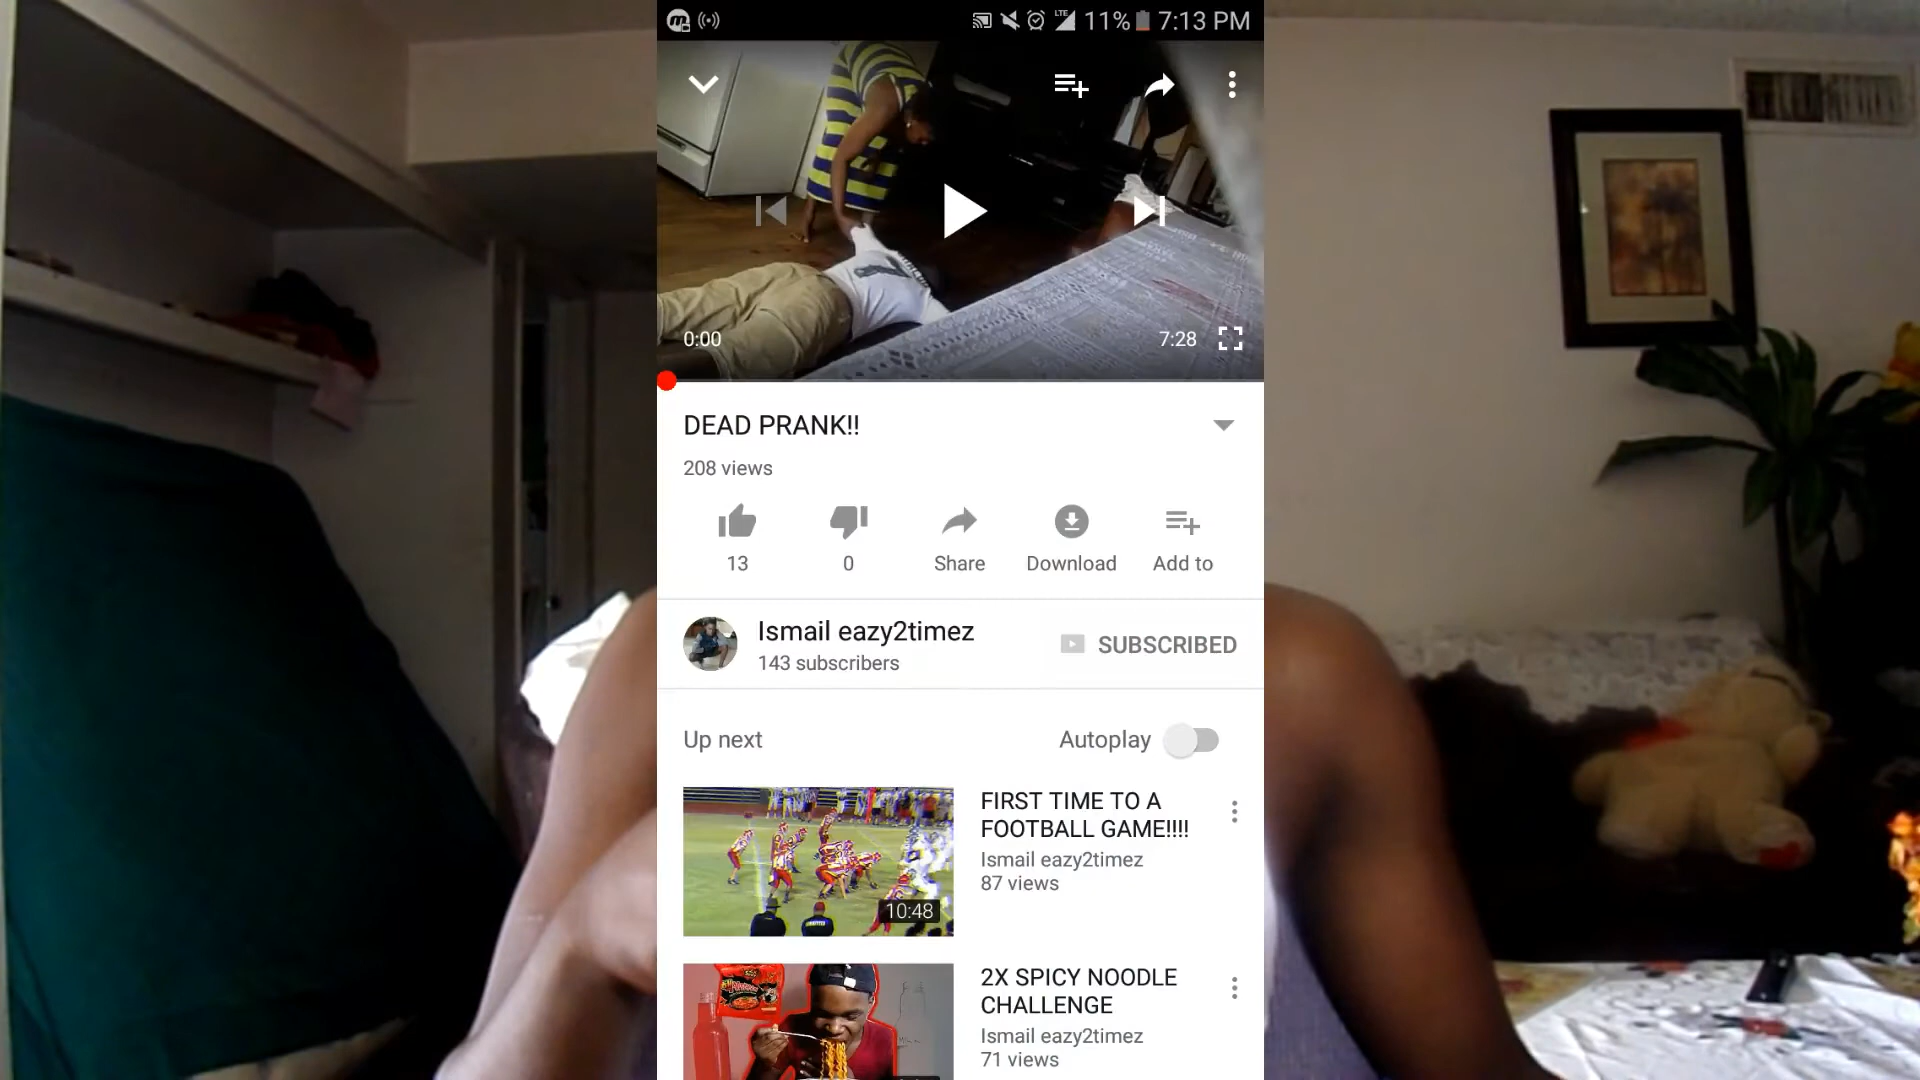 LTE 11% 7:13 PM
0:00
7:28
DEAD PRANK!!
208 views
13
0
Share
Download
Add to
Ismail eazy2timez
143 subscribers
SUBSCRIBED
Up next
Autoplay
FIRST TIME TO A
FOOTBALL GAME!!!!
Ismail eazy2timez
87 views
10:48
2X SPICY NOODLE
CHALLENGE
Ismail eazy2timez
71 views